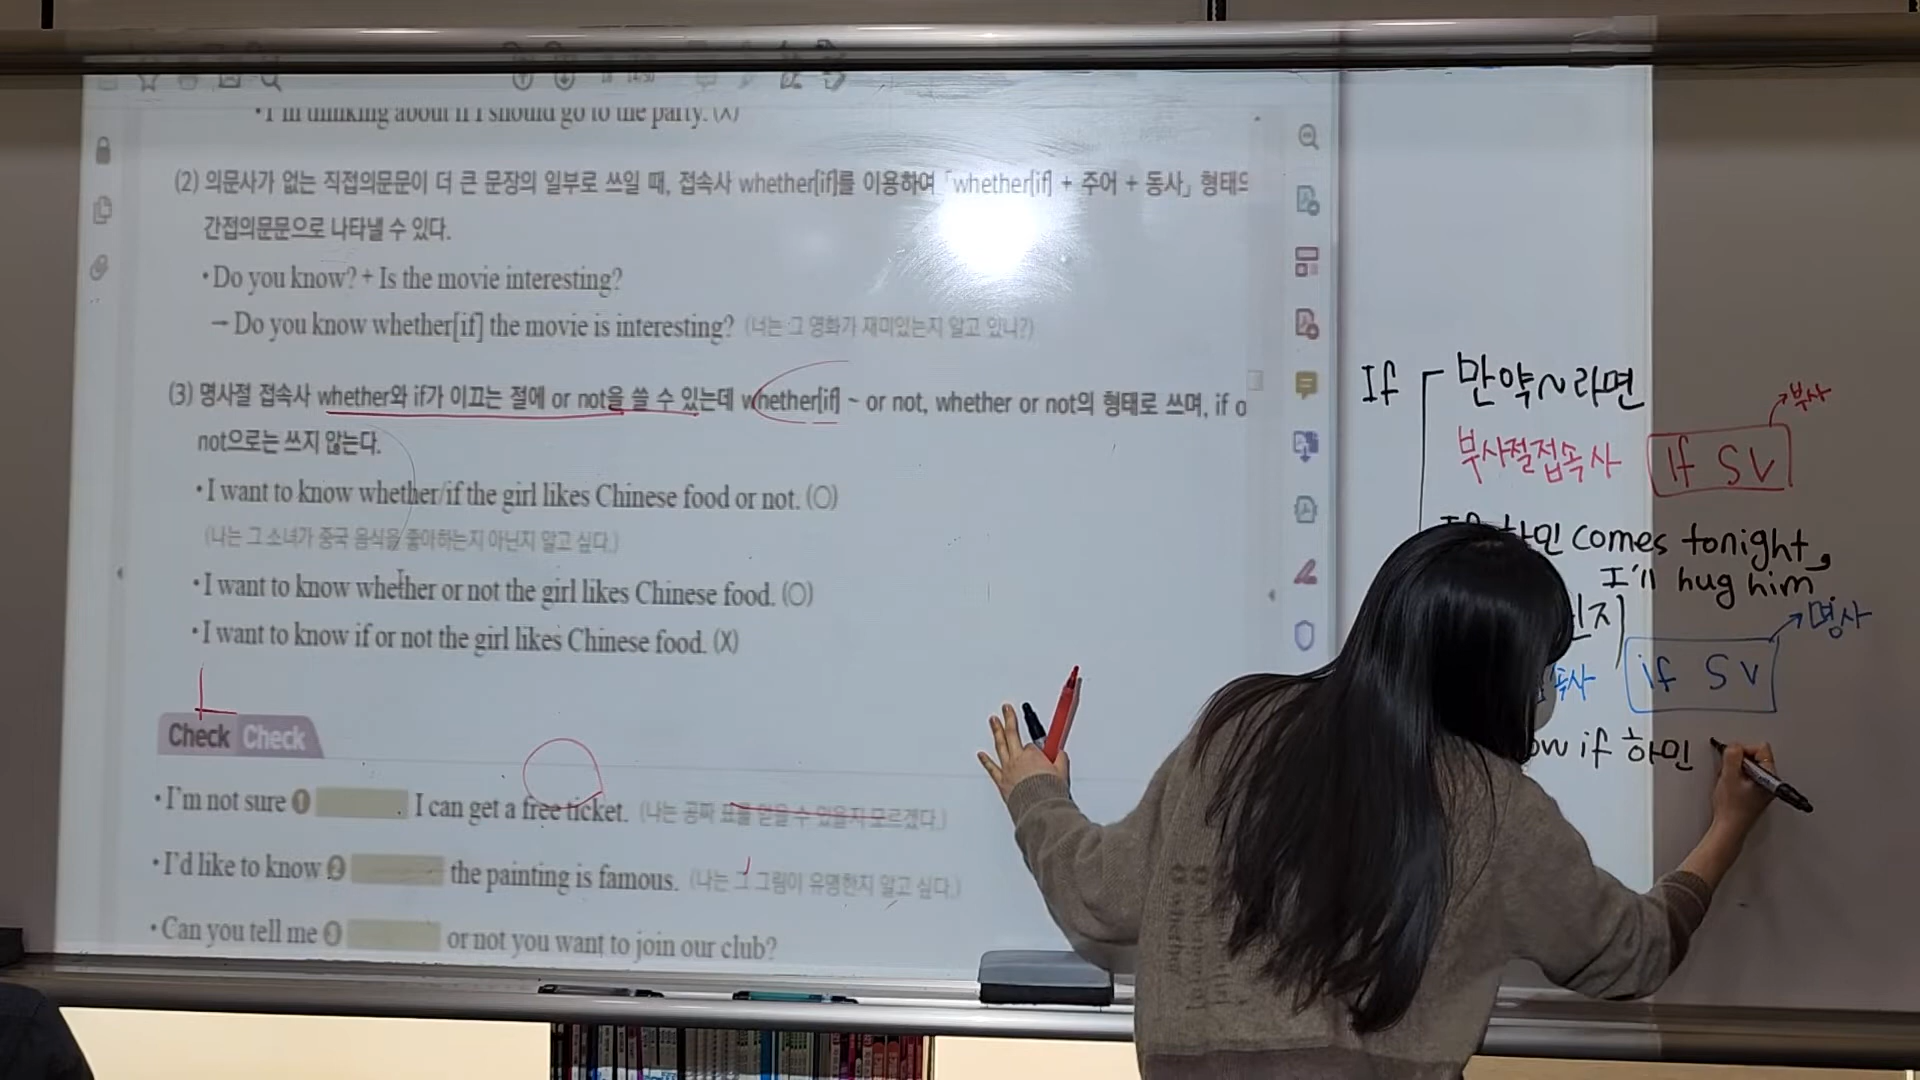 • I'm thinking about if I should go to the party. (X)
(2) 의문사가 없는 직접의문문이 더 큰 문장의 일부로 쓰일 때, 접속사 whether[if]를 이용하여 「whether[if] + 주어 + 동사」 형태으
간접의문문으로 나타낼 수 있다.
• Do you know? + Is the movie interesting?
→ Do you know whether[if] the movie is interesting? (너는 그 영화가 재미있는지 알고 있니?)
(3) 명사절 접속사 whether와 if가 이끄는 절에 or not을 쓸 수 있는데 whether[if] ~ or not, whether or not의 형태로 쓰며, if o
not으로는 쓰지 않는다.
• I want to know whether/if the girl likes Chinese food or not. (O)
(나는 그 소녀가 중국 음식을 좋아하는지 아닌지 알고 싶다.)
• I want to know whether or not the girl likes Chinese food. (O)
• I want to know if or not the girl likes Chinese food. (X)
Check Check
• I'm not sure ❶ I can get a free ticket. (나는 공짜 표를 얻을 수 있을지 모르겠다.)
• I'd like to know ❷ the painting is famous. (나는 그 그림이 유명한지 알고 싶다.)
• Can you tell me ❸ or not you want to join our club?
If 만약~라면
부사
부사절접속사 If SV
하민 comes tonight,
I'll hug him
인지
명사
속사 if SV
ow if 하민